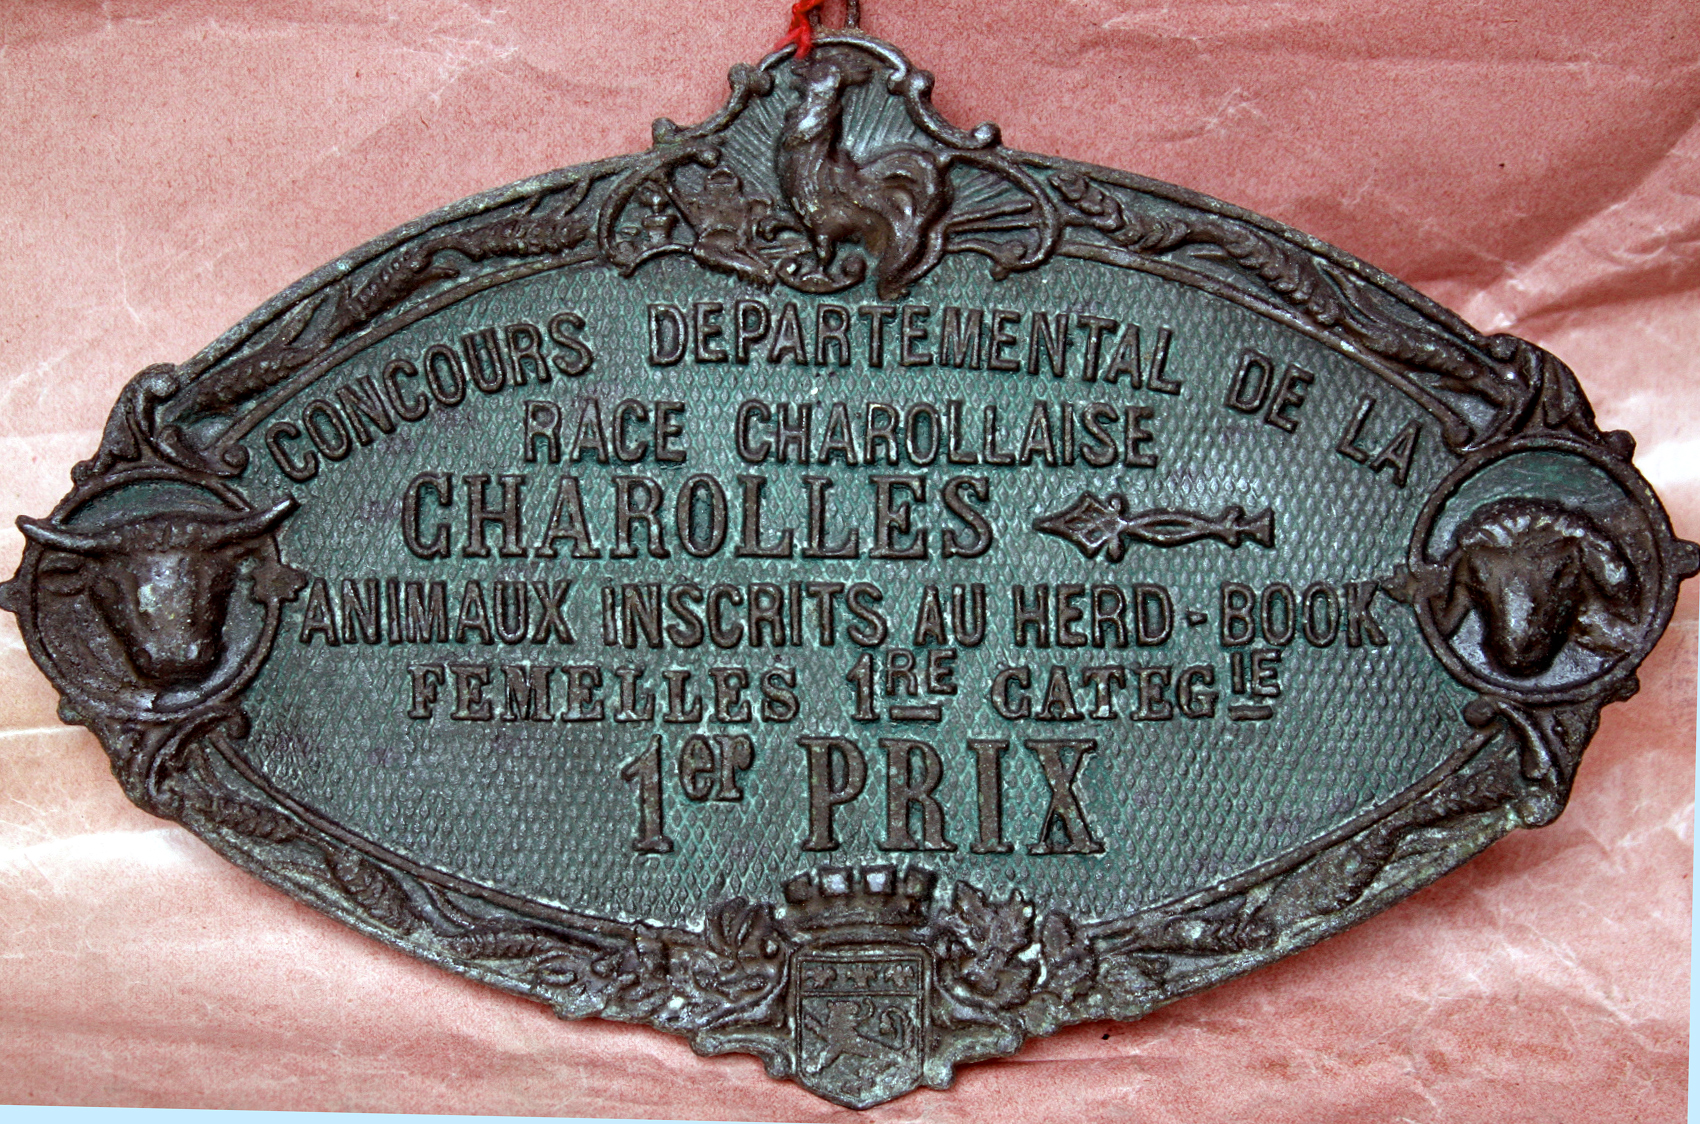 CONCOURS DEPARTEMENTAL DE LA
RACE CHAROLLAISE
CHAROLLES
ANIMAUX INSCRITS AU HERD-BOOK
FEMELLES 1RE CATEGIE
1er PRIX